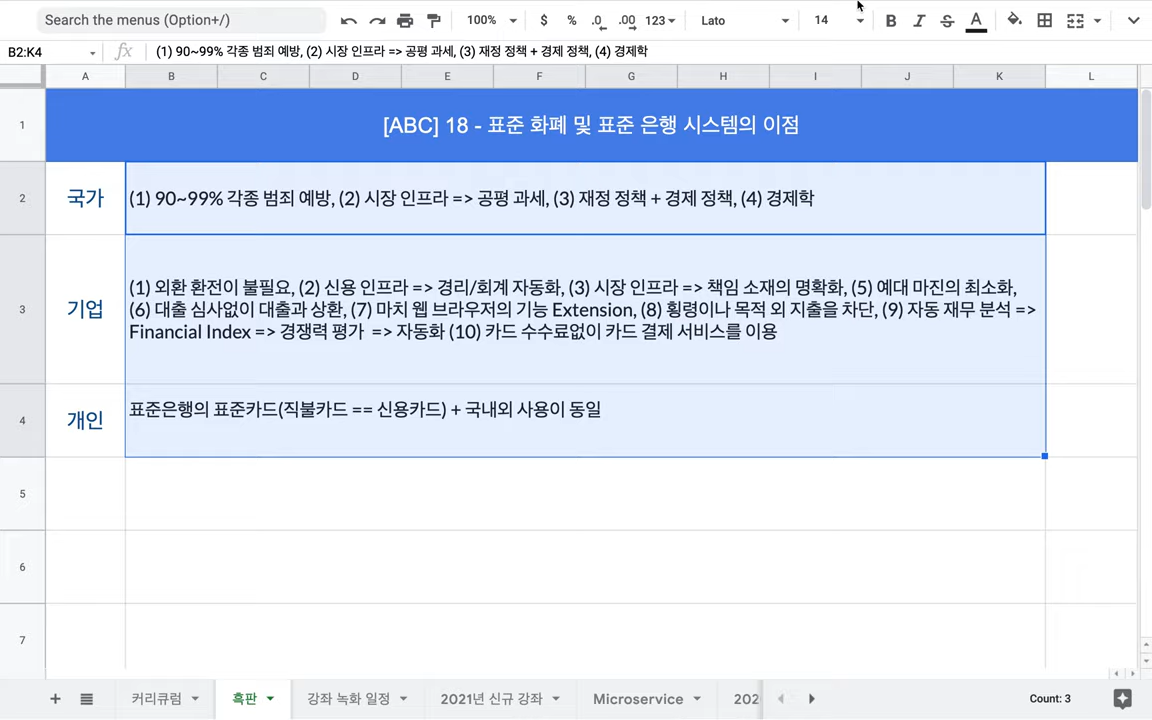 Search the menus (Option+/)
100%
$
%
.0
.00
123
Lato
14
B
I
S
A
B2:K4
fx
(1) 90~99% 각종 범죄 예방, (2) 시장 인프라 => 공평 과세, (3) 재정 정책 + 경제 정책, (4) 경제학
A B C D E F G H I J K L
1
[ABC] 18 - 표준 화폐 및 표준 은행 시스템의 이점
2
국가
(1) 90~99% 각종 범죄 예방, (2) 시장 인프라 => 공평 과세, (3) 재정 정책 + 경제 정책, (4) 경제학
3
기업
(1) 외환 환전이 불필요, (2) 신용 인프라 => 경리/회계 자동화, (3) 시장 인프라 => 책임 소재의 명확화, (5) 예대 마진의 최소화,
(6) 대출 심사없이 대출과 상환, (7) 마치 웹 브라우저의 기능 Extension, (8) 횡령이나 목적 외 지출을 차단, (9) 자동 재무 분석 =>
Financial Index => 경쟁력 평가 => 자동화 (10) 카드 수수료없이 카드 결제 서비스를 이용
4
개인
표준은행의 표준카드(직불카드 == 신용카드) + 국내외 사용이 동일
5
6
7
커리큐럼
흑판
강좌 녹화 일정
2021년 신규 강좌
Microservice
202
Count: 3